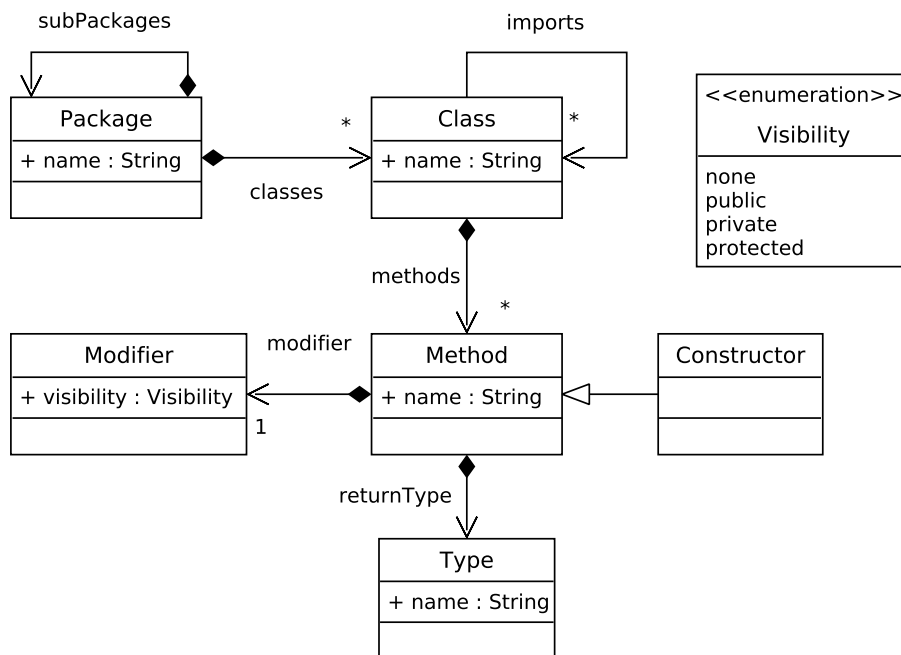 subPackages
imports
<<enumeration>>
Visibility
none
public
private
protected
Package
+ name : String
*
classes
Class
+ name : String
*
methods
*
Modifier
+ visibility : Visibility
modifier
1
Method
+ name : String
Constructor
returnType
Type
+ name : String